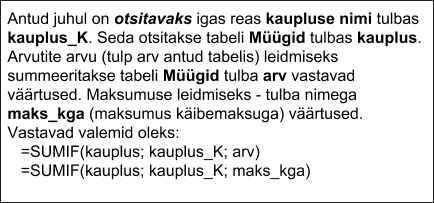 Antud juhul on otsitavaks igas reas kaupluse nimi tulbas
kauplus_K. Seda otsitakse tabeli Müügid tulbas kauplus.
Arvutite arvu (tulp arv antud tabelis) leidmiseks
summeeritakse tabeli Müügid tulba arv vastavad
väärtused. Maksumuse leidmiseks - tulba nimega
maks_kga (maksumus käibemaksuga) väärtused.
Vastavad valemid oleks:
=SUMIF(kauplus; kauplus_K; arv)
=SUMIF(kauplus; kauplus_K; maks_kga)